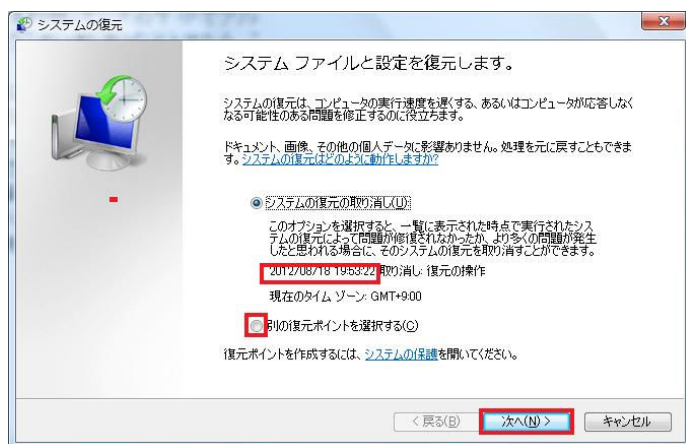 システムの復元
システム ファイルと設定を復元します。
システムの復元は、コンピュータの実行速度を遅くする、あるいはコンピュータが応答しなく
なる可能性のある問題を修正するのに役立ちます。
ドキュメント、画像、その他の個人データに影響ありません。処理を元に戻すこともできま
す。システムの復元はどのように動作しますか?
システムの復元の取り消し(U)
このオプションを選択すると、一覧に表示された時点で実行されたシス
テムの復元によって問題が修復されなかったか、より多くの問題が発生
したと思われる場合に、そのシステムの復元を取り消すことができます。
2012/08/18 19:53:22 取り消し: 復元の操作
現在のタイム ゾーン: GMT+9:00
別の復元ポイントを選択する(C)
復元ポイントを作成するには、システムの保護を開いてください。
< 戻る(B)
次へ(N) >
キャンセル